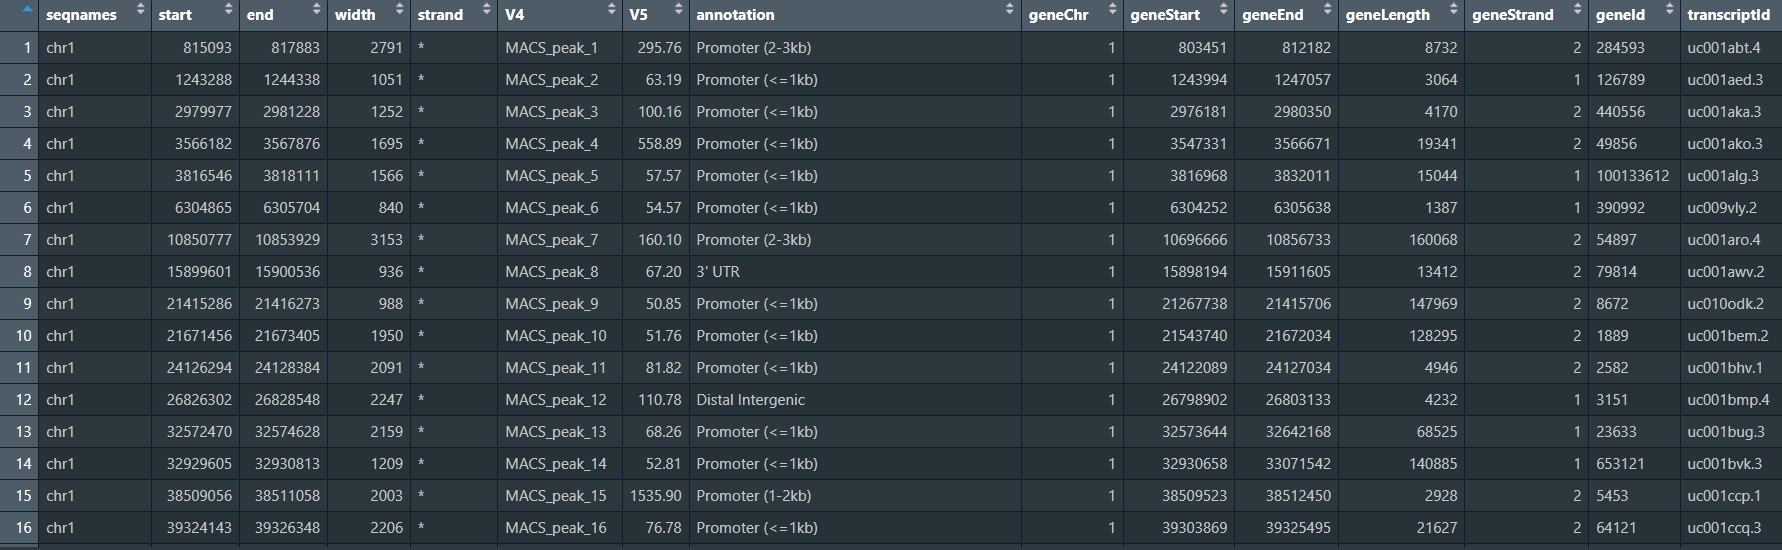 seqnames start end width strand V4 V5 annotation geneChr geneStart geneEnd geneLength geneStrand geneId transcriptId
1 chr1 815093 817883 2791 * MACS_peak_1 295.76 Promoter (2-3kb) 1 803451 812182 8732 2 284593 uc001abt.4
2 chr1 1243288 1244338 1051 * MACS_peak_2 63.19 Promoter (<=1kb) 1 1243994 1247057 3064 1 126789 uc001aed.3
3 chr1 2979977 2981228 1252 * MACS_peak_3 100.16 Promoter (<=1kb) 1 2976181 2980350 4170 2 440556 uc001aka.3
4 chr1 3566182 3567876 1695 * MACS_peak_4 558.89 Promoter (<=1kb) 1 3547331 3566671 19341 2 49856 uc001ako.3
5 chr1 3816546 3818111 1566 * MACS_peak_5 57.57 Promoter (<=1kb) 1 3816968 3832011 15044 1 100133612 uc001alg.3
6 chr1 6304865 6305704 840 * MACS_peak_6 54.57 Promoter (<=1kb) 1 6304252 6305638 1387 1 390992 uc009vly.2
7 chr1 10850777 10853929 3153 * MACS_peak_7 160.10 Promoter (2-3kb) 1 10696666 10856733 160068 2 54897 uc001aro.4
8 chr1 15899601 15900536 936 * MACS_peak_8 67.20 3' UTR 1 15898194 15911605 13412 2 79814 uc001awv.2
9 chr1 21415286 21416273 988 * MACS_peak_9 50.85 Promoter (<=1kb) 1 21267738 21415706 147969 2 8672 uc010odk.2
10 chr1 21671456 21673405 1950 * MACS_peak_10 51.76 Promoter (<=1kb) 1 21543740 21672034 128295 2 1889 uc001bem.2
11 chr1 24126294 24128384 2091 * MACS_peak_11 81.82 Promoter (<=1kb) 1 24122089 24127034 4946 2 2582 uc001bhv.1
12 chr1 26826302 26828548 2247 * MACS_peak_12 110.78 Distal Intergenic 1 26798902 26803133 4232 1 3151 uc001bmp.4
13 chr1 32572470 32574628 2159 * MACS_peak_13 68.26 Promoter (<=1kb) 1 32573644 32642168 68525 1 23633 uc001bug.3
14 chr1 32929605 32930813 1209 * MACS_peak_14 52.81 Promoter (<=1kb) 1 32930658 33071542 140885 1 653121 uc001bvk.3
15 chr1 38509056 38511058 2003 * MACS_peak_15 1535.90 Promoter (1-2kb) 1 38509523 38512450 2928 2 5453 uc001ccp.1
16 chr1 39324143 39326348 2206 * MACS_peak_16 76.78 Promoter (<=1kb) 1 39303869 39325495 21627 2 64121 uc001ccq.3